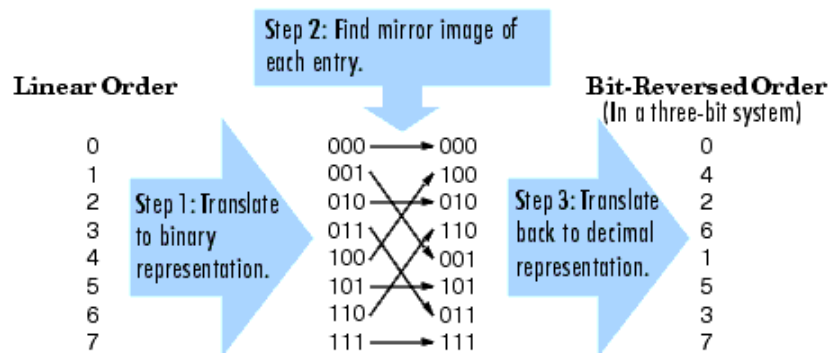 Step 2: Find mirror image of
each entry.
Linear Order
Bit-Reversed Order
(In a three-bit system)
0
1
2
3
4
5
6
7
Step 1: Translate
to binary
representation.
000 000
001 100
010 010
011 110
100 001
101 101
110 011
111 111
Step 3: Translate
back to decimal
representation.
0
4
2
6
1
5
3
7